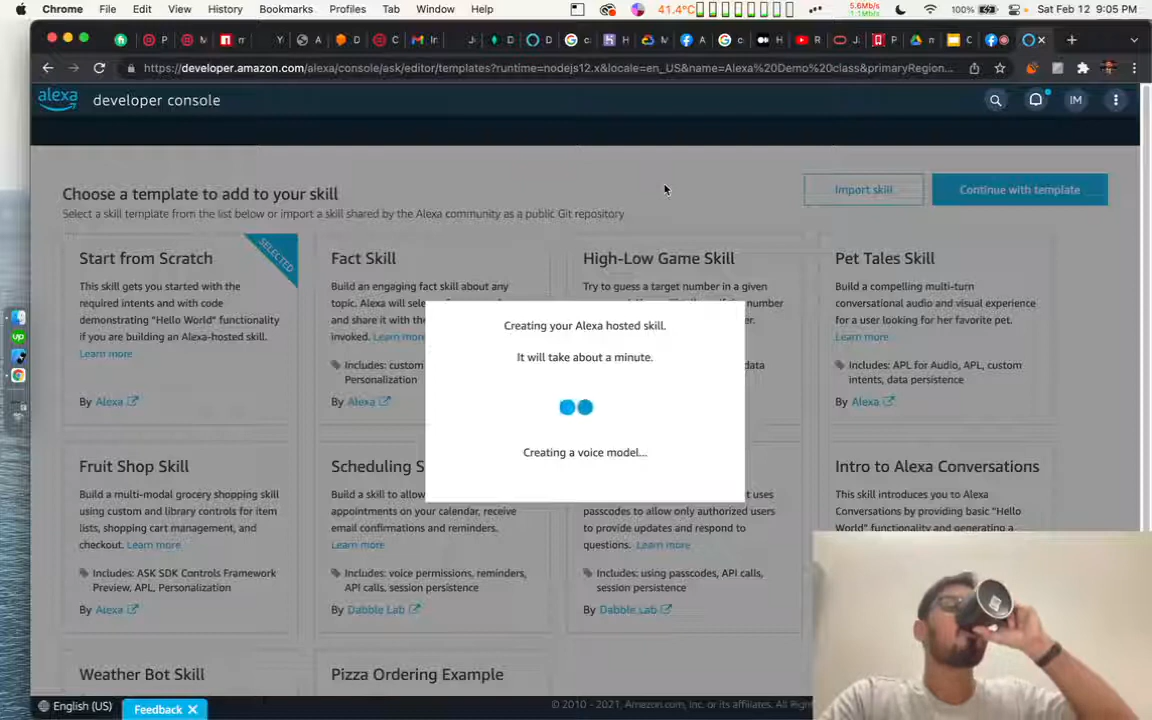 Chrome File Edit View History Bookmarks Profiles Tab Window Help
41.4°C 5.6MB/s 1.1MB/s 100% Sat Feb 12 9:05 PM
https://developer.amazon.com/alexa/console/ask/editor/templates?runtime=nodejs12.x&locale=en_US&name=Alexa%20Demo%20class&primaryRegion...
alexa developer console IM
Choose a template to add to your skill
Import skill Continue with template
Select a skill template from the list below or import a skill shared by the Alexa community as a public Git repository
Start from Scratch
SELECTED
This skill gets you started with the
required intents and with code
demonstrating "Hello World" functionality
if you are building an Alexa-hosted skill.
Learn more
By Alexa
Fact Skill
Build an engaging fact skill about any
topic. Alexa will sele
and share it with the
invoked. Learn more
Includes: custom
Personalization
By Alexa
High-Low Game Skill
Try to guess a target number in a given
number
data
Pet Tales Skill
Build a compelling multi-turn
conversational audio and visual experience
for a user looking for her favorite pet.
Learn more
Includes: APL for Audio, APL, custom
intents, data persistence
By Alexa
Creating your Alexa hosted skill.
It will take about a minute.
Creating a voice model...
Fruit Shop Skill
Build a multi-modal grocery shopping skill
using custom and library controls for item
lists, shopping cart management, and
checkout. Learn more
Includes: ASK SDK Controls Framework
Preview, APL, Personalization
By Alexa
Scheduling S
Build a skill to allow
appointments on your calendar, receive
email confirmations and reminders.
Learn more
Includes: voice permissions, reminders,
API calls, session persistence
By Dabble Lab
t uses
passcodes to allow only authorized users
to provide updates and respond to
questions. Learn more
Includes: using passcodes, API calls,
session persistence
By Dabble Lab
Intro to Alexa Conversations
This skill introduces you to Alexa
Conversations by providing basic "Hello
World" functionality and generating a
Weather Bot Skill
Pizza Ordering Example
English (US) Feedback
© 2010 - 2021, Amazon.com, Inc. or its affiliates. All Righ